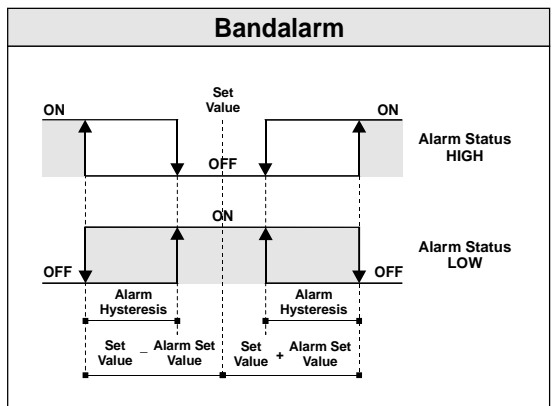 Bandalarm
Set
Value
ON
ON
OFF
Alarm Status
HIGH
ON
OFF
OFF
Alarm Status
LOW
Alarm
Hysteresis
Alarm
Hysteresis
Set
Value
–
Alarm Set
Value
Set
Value
+
Alarm Set
Value